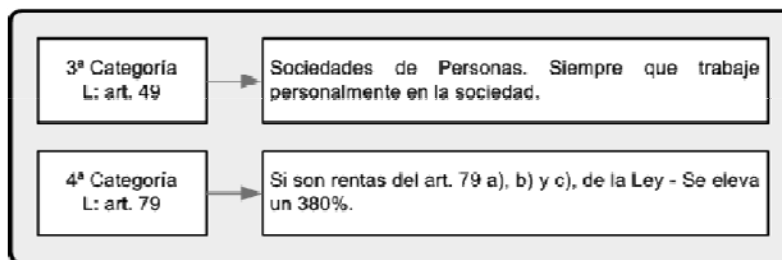 3ª Categoría
L: art. 49
Sociedades de Personas. Siempre que trabaje
personalmente en la sociedad.
4ª Categoría
L: art. 79
Si son rentas del art. 79 a), b) y c), de la Ley - Se eleva
un 380%.